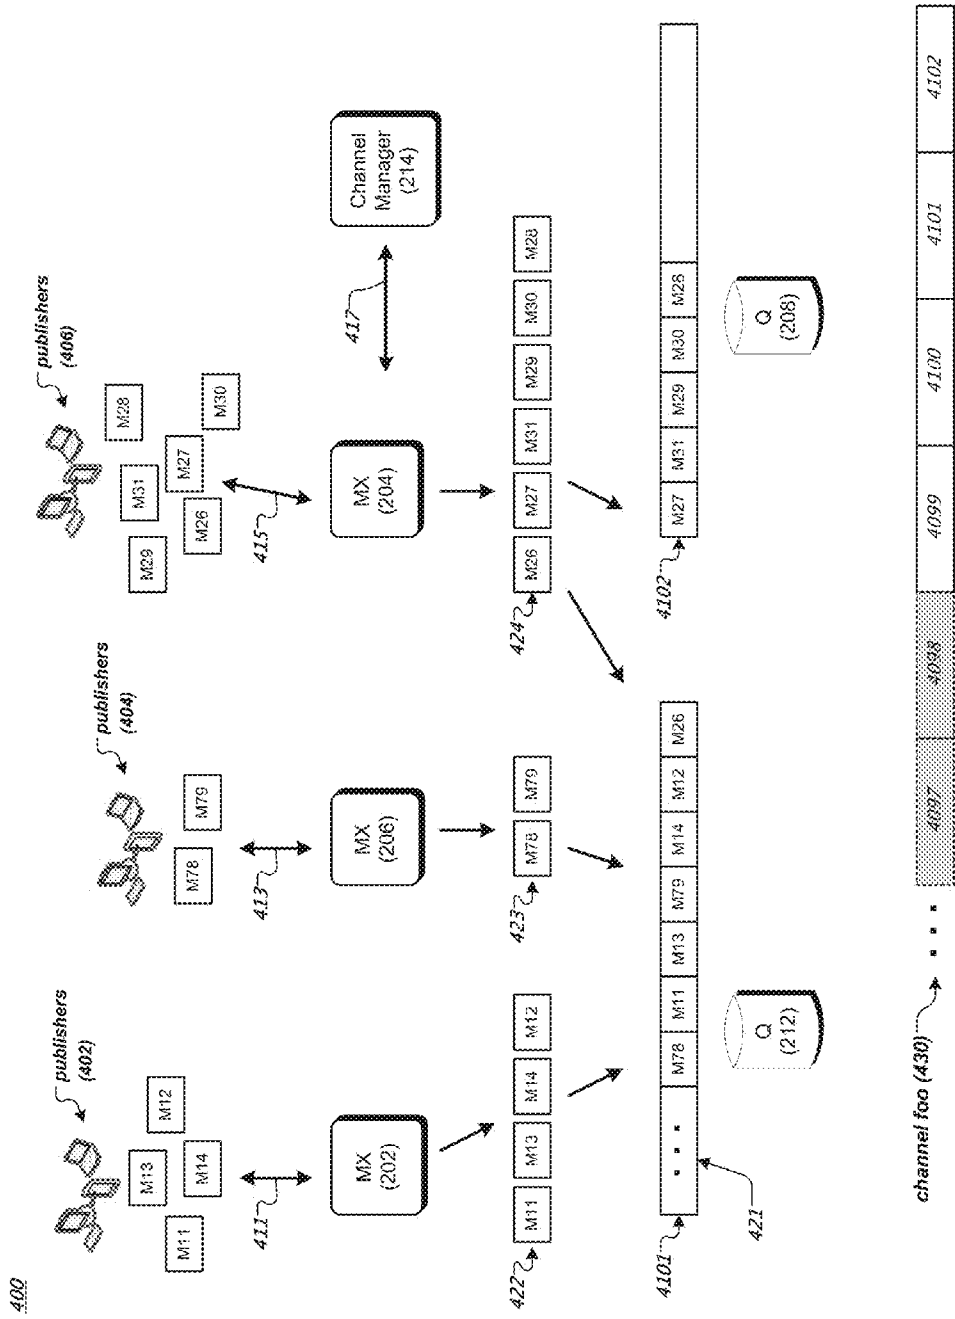 400
publishers
(402)
M12
M13
M14
M11
411
MX
(202)
422
M11
M13
M14
M12
publishers
(404)
M79
M78
413
MX
(206)
423
M78
M79
publishers
(406)
M28
M30
M31
M27
M29
M26
415
MX
(204)
417
Channel
Manager
(214)
424
M26
M27
M31
M29
M30
M28
4101
M78
M11
M13
M79
M14
M12
M26
421
Q
(212)
4102
M27
M31
M29
M30
M28
Q
(208)
channel foo (430)
4097
4098
4099
4100
4101
4102